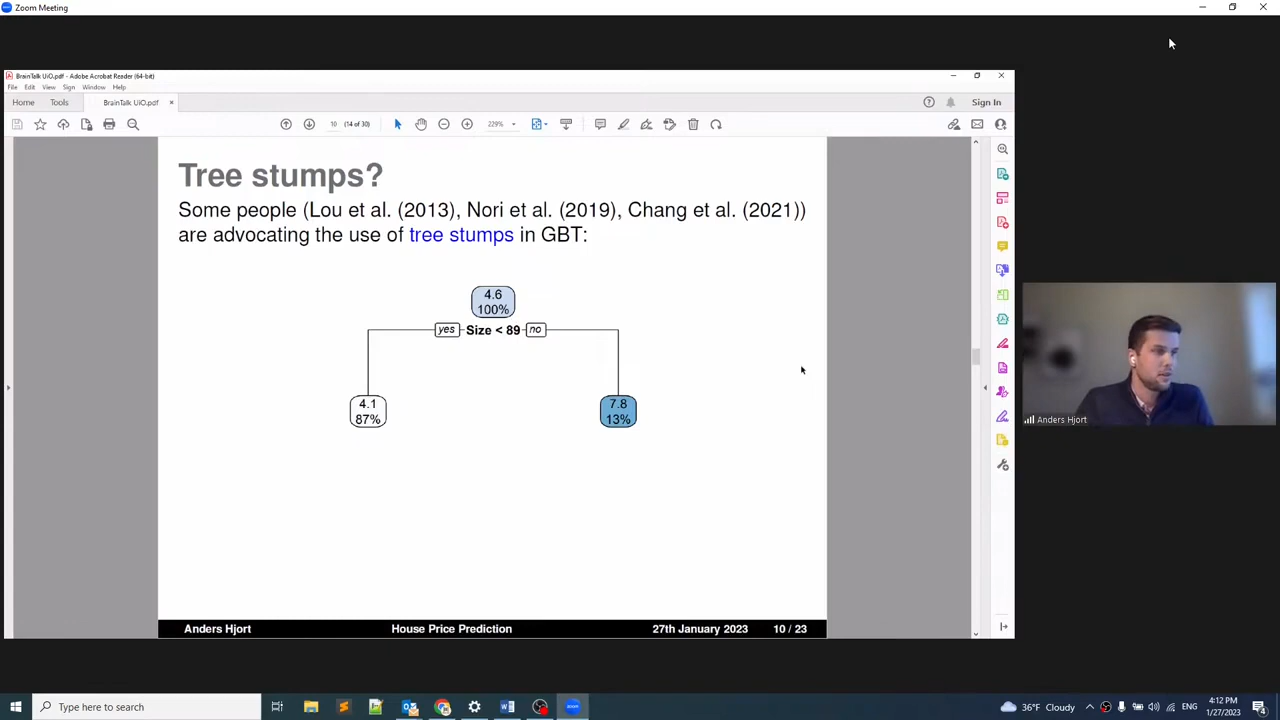 Zoom Meeting
BrainTalk UiO.pdf - Adobe Acrobat Reader (64-bit)
File Edit View Sign Window Help
Home Tools BrainTalk UiO.pdf × Sign In
10 (14 of 30) 229%
Tree stumps?
Some people (Lou et al. (2013), Nori et al. (2019), Chang et al. (2021))
are advocating the use of tree stumps in GBT:
4.6
100%
yes Size < 89 no
4.1
87%
7.8
13%
Anders Hjort
Anders Hjort House Price Prediction 27th January 2023 10 / 23
Type here to search
36°F Cloudy ENG 4:12 PM
1/27/2023